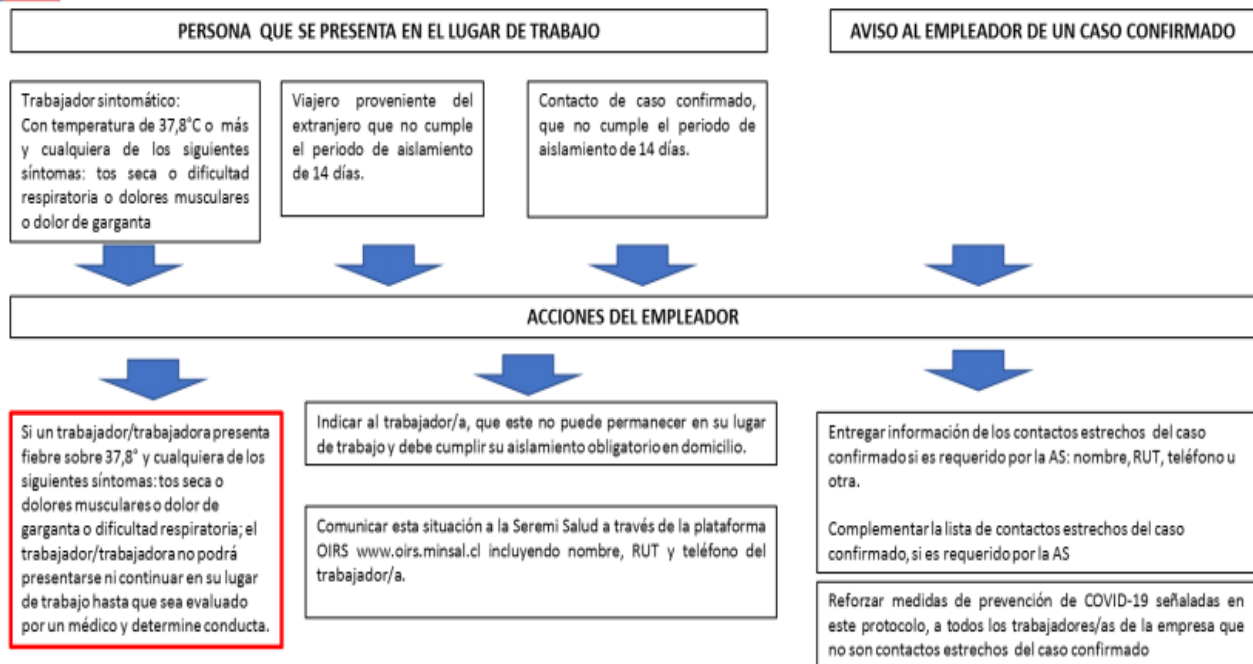 PERSONA QUE SE PRESENTA EN EL LUGAR DE TRABAJO
AVISO AL EMPLEADOR DE UN CASO CONFIRMADO
Trabajador sintomático:
Con temperatura de 37,8°C o más
y cualquiera de los siguientes
síntomas: tos seca o dificultad
respiratoria o dolores musculares
o dolor de garganta
Viajero proveniente del
extranjero que no cumple
el periodo de aislamiento
de 14 días.
Contacto de caso confirmado,
que no cumple el periodo de
aislamiento de 14 días.
ACCIONES DEL EMPLEADOR
Si un trabajador/trabajadora presenta
fiebre sobre 37,8° y cualquiera de los
siguientes síntomas: tos seca o
dolores musculares o dolor de
garganta o dificultad respiratoria; el
trabajador/trabajadora no podrá
presentarse ni continuar en su lugar
de trabajo hasta que sea evaluado
por un médico y determine conducta.
Indicar al trabajador/a, que este no puede permanecer en su lugar
de trabajo y debe cumplir su aislamiento obligatorio en domicilio.
Comunicar esta situación a la Seremi Salud a través de la plataforma
OIRS www.oirs.minsal.cl incluyendo nombre, RUT y teléfono del
trabajador/a.
Entregar información de los contactos estrechos del caso
confirmado si es requerido por la AS: nombre, RUT, teléfono u
otra.
Complementar la lista de contactos estrechos del caso
confirmado, si es requerido por la AS
Reforzar medidas de prevención de COVID-19 señaladas en
este protocolo, a todos los trabajadores/as de la empresa que
no son contactos estrechos del caso confirmado